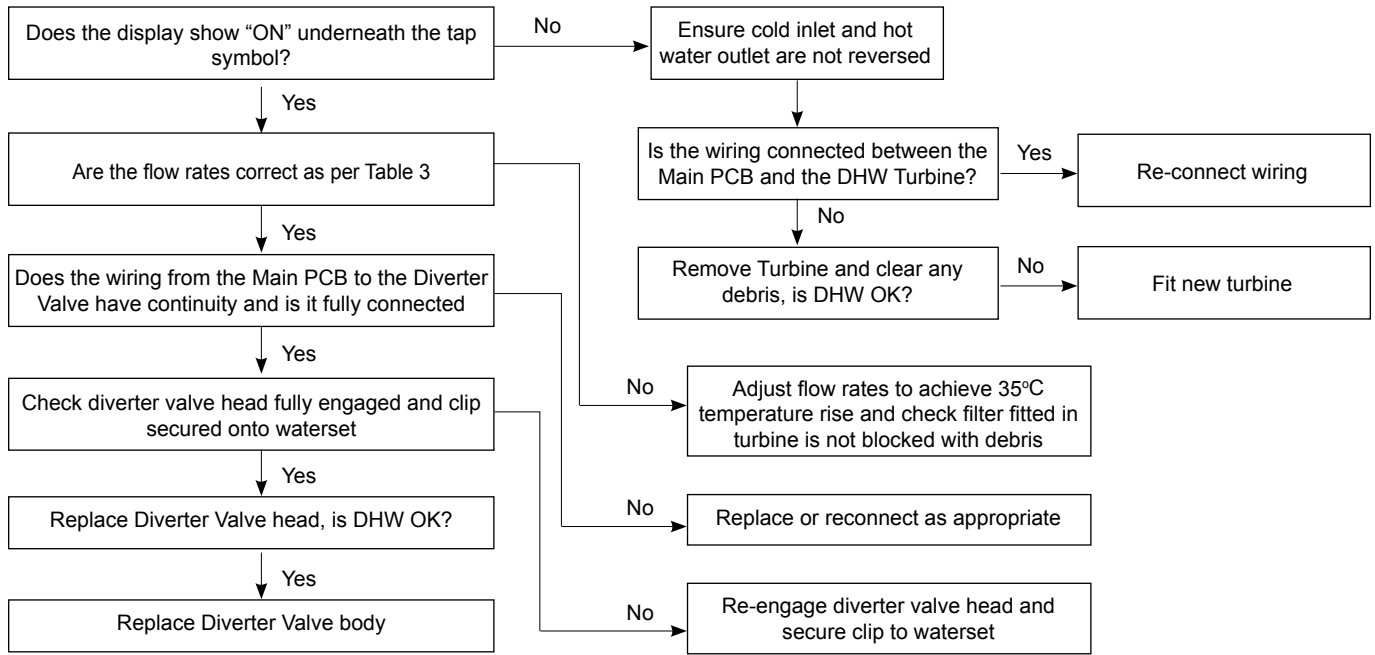 Does the display show “ON” underneath the tap
symbol?
No
Ensure cold inlet and hot
water outlet are not reversed
Yes
Are the flow rates correct as per Table 3
Is the wiring connected between the
Main PCB and the DHW Turbine?
Yes
Re-connect wiring
No
Yes
Does the wiring from the Main PCB to the Diverter
Valve have continuity and is it fully connected
Remove Turbine and clear any
debris, is DHW OK?
No
Fit new turbine
Yes
Check diverter valve head fully engaged and clip
secured onto waterset
No
Adjust flow rates to achieve 35°C
temperature rise and check filter fitted in
turbine is not blocked with debris
Yes
Replace Diverter Valve head, is DHW OK?
No
Replace or reconnect as appropriate
Yes
Replace Diverter Valve body
No
Re-engage diverter valve head and
secure clip to waterset